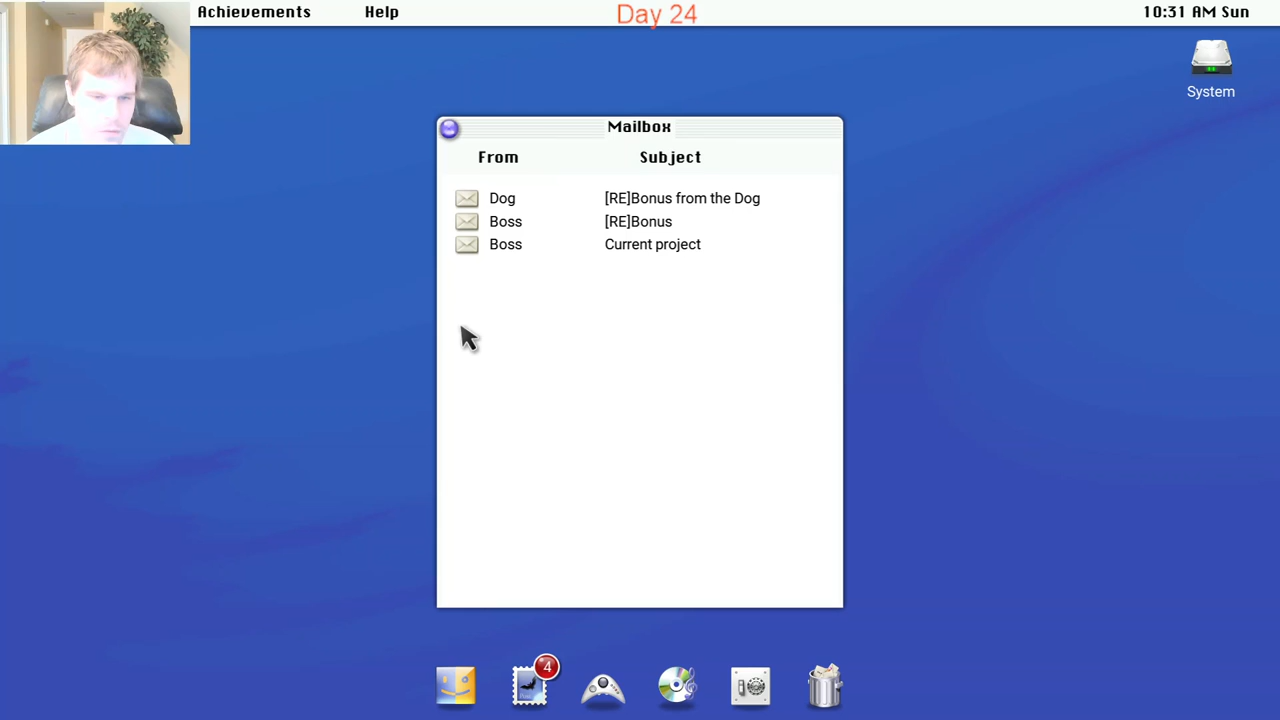 Achievements Help Day 24 10:31 AM Sun
System
Mailbox
From Subject
Dog [RE]Bonus from the Dog
Boss [RE]Bonus
Boss Current project
4